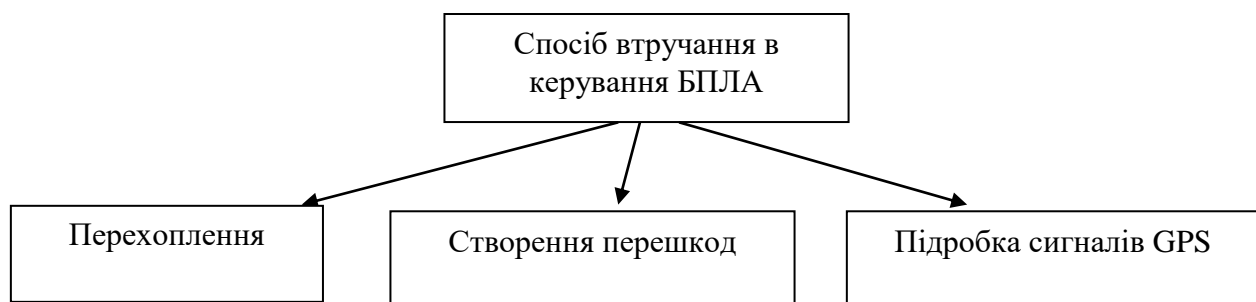 Спосіб втручання в
керування БПЛА
Перехоплення
Створення перешкод
Підробка сигналів GPS